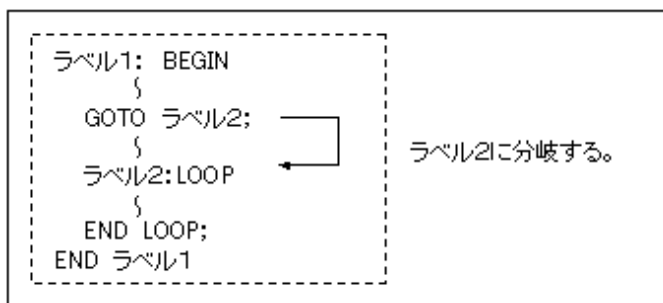 ラベル1: BEGIN
GOTO ラベル2;
ラベル2に分岐する。
ラベル2:LOOP
END LOOP;
END ラベル1